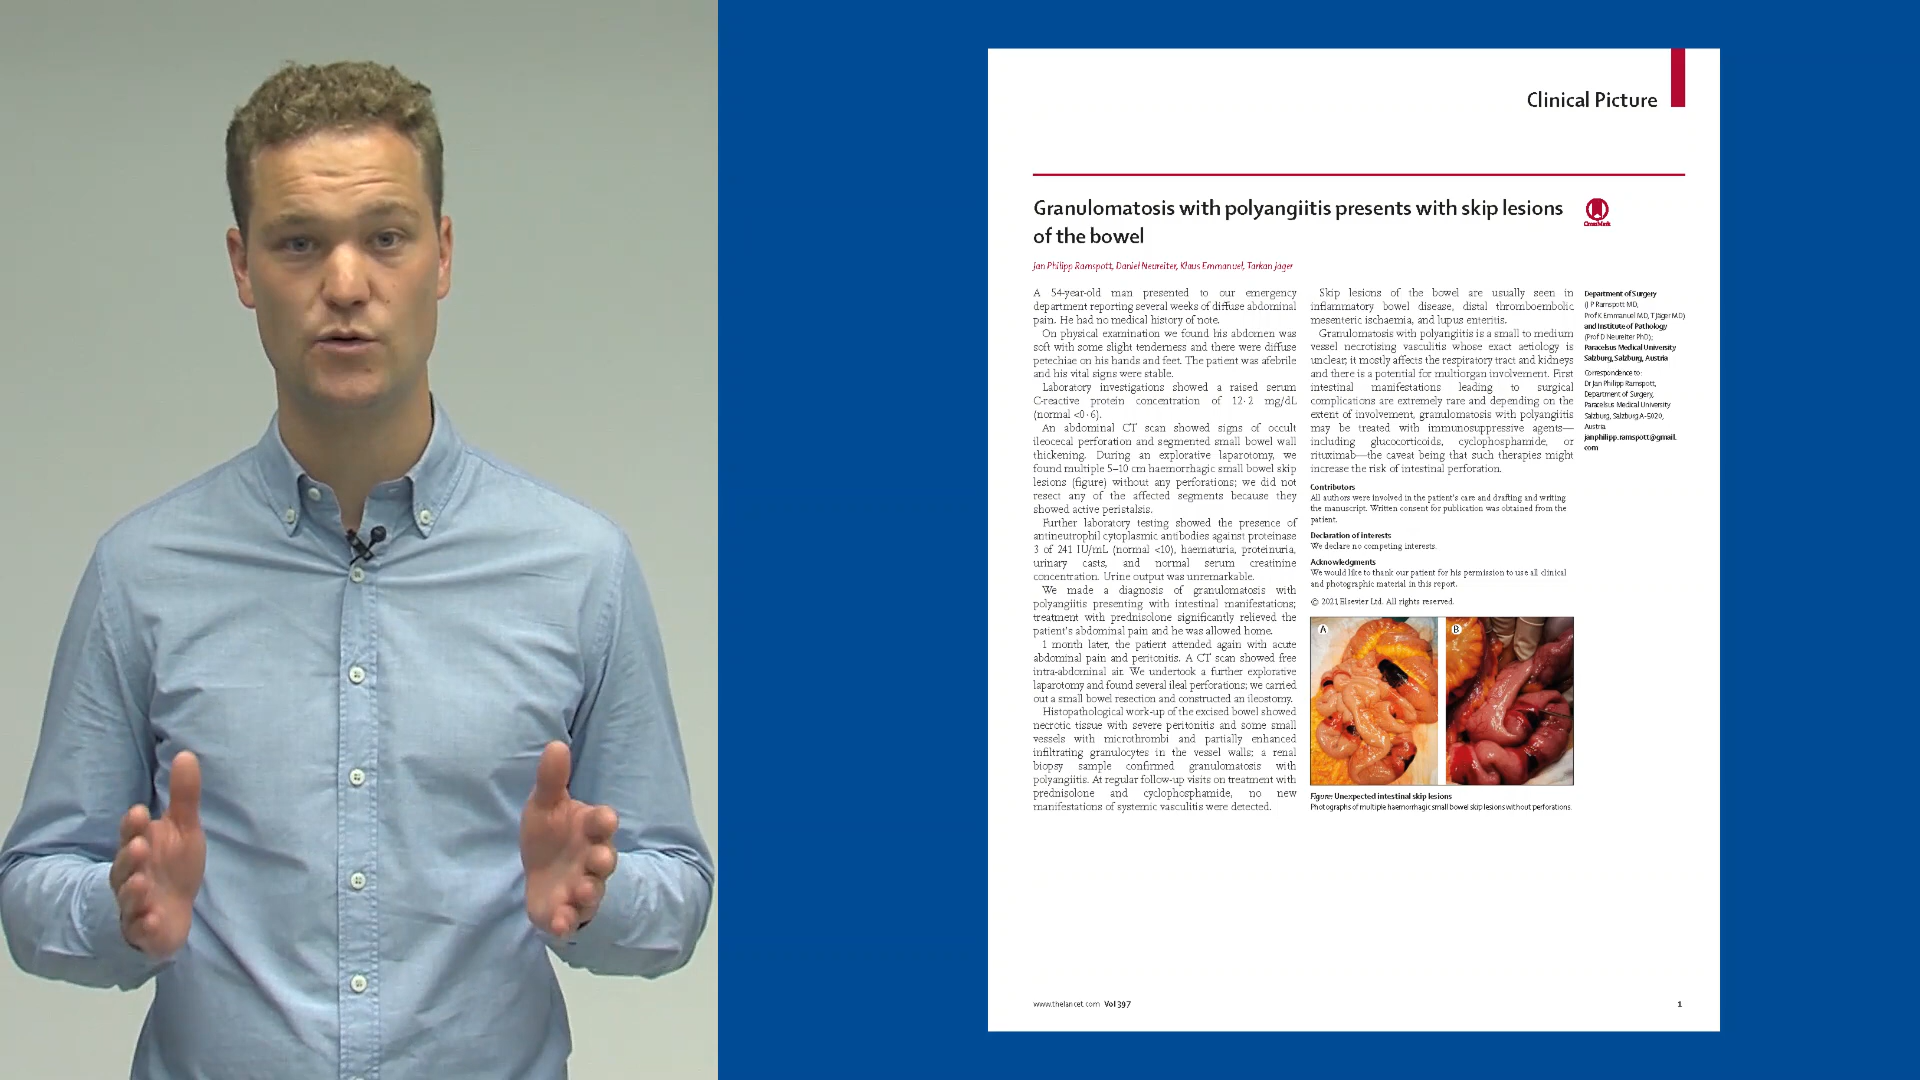 Clinical Picture
Granulomatosis with polyangiitis presents with skip lesions
of the bowel
CrossMark
Jan Philipp Ramspott, Daniel Neureiter, Klaus Emmanuel, Tarkan Jäger
A 54-year-old man presented to our emergency
department reporting several weeks of diffuse abdominal
pain. He had no medical history of note.
On physical examination we found his abdomen was
soft with some slight tenderness and there were diffuse
petechiae on his hands and feet. The patient was afebrile
and his vital signs were stable.
Laboratory investigations showed a raised serum
C-reactive protein concentration of 12·2 mg/dL
(normal <0·6).
An abdominal CT scan showed signs of occult
ileocecal perforation and segmented small bowel wall
thickening. During an explorative laparotomy, we
found multiple 5–10 cm haemorrhagic small bowel skip
lesions (figure) without any perforations; we did not
resect any of the affected segments because they
showed active peristalsis.
Further laboratory testing showed the presence of
antineutrophil cytoplasmic antibodies against proteinase
3 of 241 IU/mL (normal <10), haematuria, proteinuria,
urinary casts, and normal serum creatinine
concentration. Urine output was unremarkable.
We made a diagnosis of granulomatosis with
polyangiitis presenting with intestinal manifestations;
treatment with prednisolone significantly relieved the
patient's abdominal pain and he was allowed home.
1 month later, the patient attended again with acute
abdominal pain and peritonitis. A CT scan showed free
intra-abdominal air. We undertook a further explorative
laparotomy and found several ileal perforations; we carried
out a small bowel resection and constructed an ileostomy.
Histopathological work-up of the excised bowel showed
necrotic tissue with severe peritonitis and some small
vessels with microthrombi and partially enhanced
infiltrating granulocytes in the vessel walls: a renal
biopsy sample confirmed granulomatosis with
polyangiitis. At regular follow-up visits on treatment with
prednisolone and cyclophosphamide, no new
manifestations of systemic vasculitis were detected.
Skip lesions of the bowel are usually seen in
inflammatory bowel disease, distal thromboembolic
mesenteric ischaemia, and lupus enteritis.
Granulomatosis with polyangiitis is a small to medium
vessel necrotising vasculitis whose exact aetiology is
unclear; it mostly affects the respiratory tract and kidneys
and there is a potential for multiorgan involvement. First
intestinal manifestations leading to surgical
complications are extremely rare and depending on the
extent of involvement, granulomatosis with polyangiitis
may be treated with immunosuppressive agents—
including glucocorticoids, cyclophosphamide, or
rituximab—the caveat being that such therapies might
increase the risk of intestinal perforation.
Contributors
All authors were involved in the patient's care and drafting and writing
the manuscript. Written consent for publication was obtained from the
patient.
Declaration of interests
We declare no competing interests.
Acknowledgments
We would like to thank our patient for his permission to use all clinical
and photographic material in this report.
© 2021 Elsevier Ltd. All rights reserved.
A
B
Figure: Unexpected intestinal skip lesions
Photographs of multiple haemorrhagic small bowel skip lesions without perforations.
Department of Surgery
(J P Ramspott MD,
Prof K Emmanuel MD, T Jäger MD)
and Institute of Pathology
(Prof D Neureiter PhD);
Paracelsus Medical University
Salzburg, Salzburg, Austria
Correspondence to:
Dr Jan Philipp Ramspott,
Department of Surgery,
Paracelsus Medical University
Salzburg, Salzburg A-5020,
Austria
janphilipp.ramspott@gmail.
com
www.thelancet.com Vol 397
1